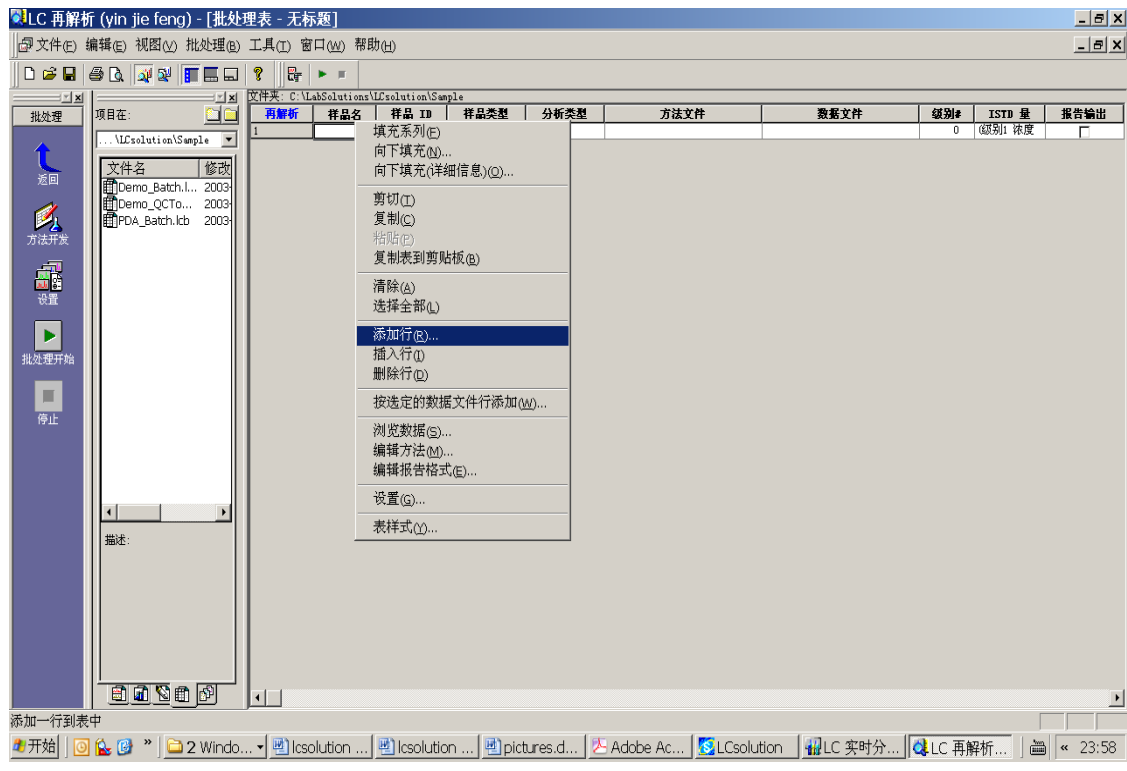 LC 再解析 (yin jie feng) - [批处理表 - 无标题]
文件(F) 编辑(E) 视图(V) 批处理(B) 工具(T) 窗口(W) 帮助(H)
文件夹: C:\LabSolutions\LCsolution\Sample
批处理
返回
方法开发
设置
批处理开始
停止
项目在:
...\LCsolution\Sample
文件名 修改
Demo_Batch.l... 2003-
Demo_QCTo... 2003-
PDA_Batch.lcb 2003-
描述:
再解析 样品名 样品 ID 样品类型 分析类型 方法文件 数据文件 级别# ISTD 量 报告输出
1 0 (级别1 浓度
填充系列(F)
向下填充(N)...
向下填充(详细信息)(O)...
剪切(T)
复制(C)
粘贴(P)
复制表到剪贴板(B)
清除(A)
选择全部(L)
添加行(R)...
插入行(I)
删除行(D)
按选定的数据文件行添加(W)...
浏览数据(S)...
编辑方法(M)...
编辑报告格式(E)...
设置(G)...
表样式(Y)...
添加一行到表中
开始 » 2 Windo... lcsolution ... lcsolution ... pictures.d... Adobe Ac... LCsolution LC 实时分... LC 再解析... « 23:58